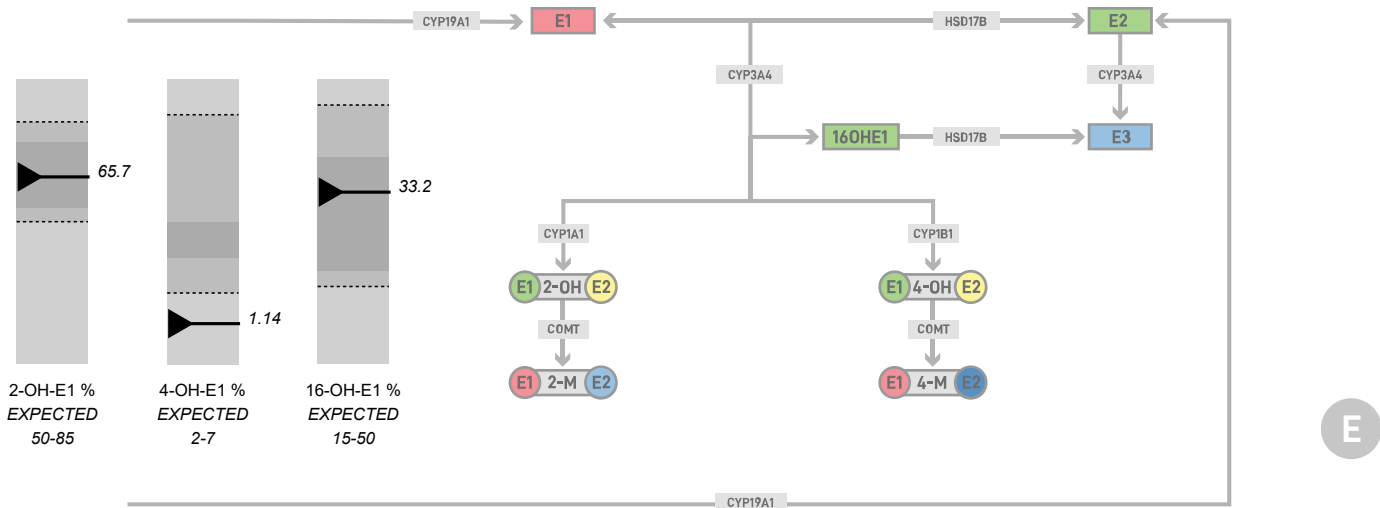 CYP19A1
E1
HSD17B
E2
CYP3A4
CYP3A4
16OHE1
HSD17B
E3
65.7
33.2
1.14
CYP1A1
CYP1B1
E1 2-OH E2
E1 4-OH E2
COMT
COMT
E1 2-M E2
E1 4-M E2
2-OH-E1 %
EXPECTED
50-85
4-OH-E1 %
EXPECTED
2-7
16-OH-E1 %
EXPECTED
15-50
E
CYP19A1